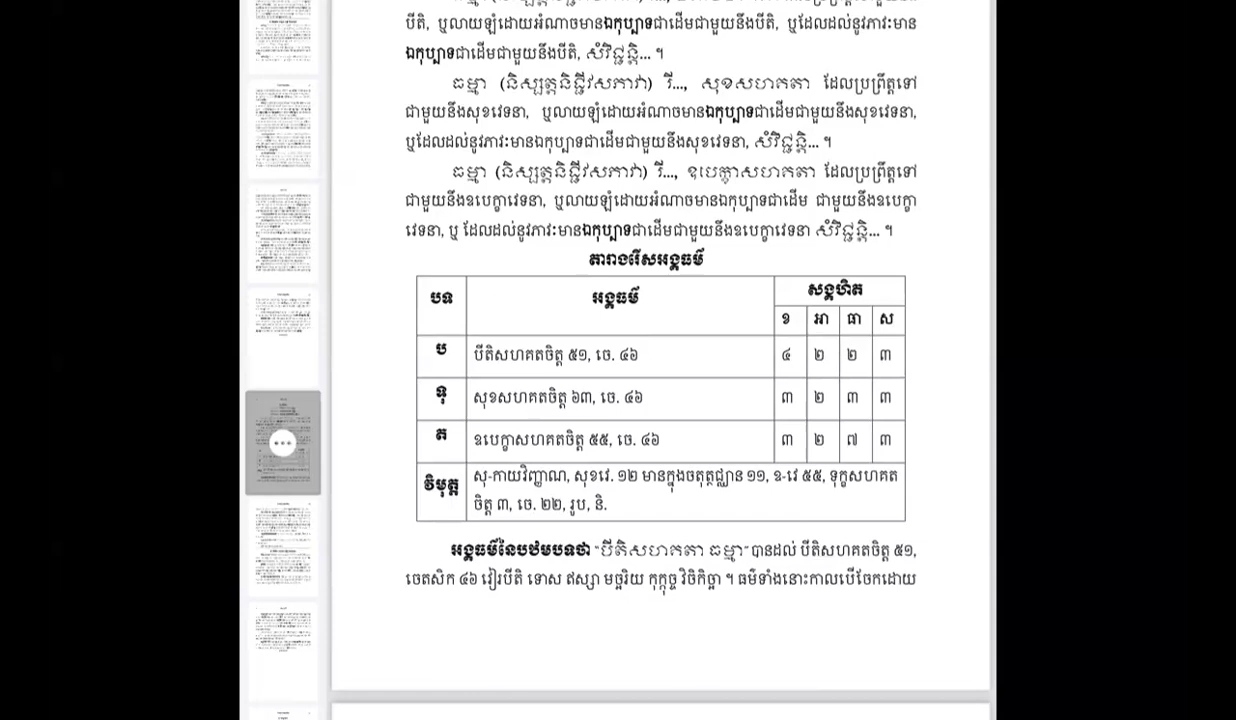 បីតិ, ឬលាយឡំដោយអំណាចមានឯកុប្បាទជាដើមជាមួយនឹងបីតិ, ឬដែលដល់នូវភាវៈមាន
ឯកុប្បាទជាដើមជាមួយនឹងបីតិ, សំវិជ្ជន្តិ... ។
ធម្មា (និស្សត្តនិជ្ជីវសភាវា) រី..., សុខសហគតា ដែលប្រព្រឹត្តទៅ
ជាមួយនឹងសុខវេទនា, ឬលាយឡំដោយអំណាចមានឯកុប្បាទជាដើមជាមួយនឹងសុខវេទនា,
ឬដែលដល់នូវភាវៈមានឯកុប្បាទជាដើមជាមួយនឹងសុខវេទនា, សំវិជ្ជន្តិ... ។
ធម្មា (និស្សត្តនិជ្ជីវសភាវា) រី..., ឧបេក្ខាសហគតា ដែលប្រព្រឹត្តទៅ
ជាមួយនឹងឧបេក្ខាវេទនា, ឬលាយឡំដោយអំណាចមានឯកុប្បាទជាដើម ជាមួយនឹងឧបេក្ខា
វេទនា, ឬ ដែលដល់នូវភាវៈមានឯកុប្បាទជាដើមជាមួយនឹងឧបេក្ខាវេទនា សំវិជ្ជន្តិ... ។
តារាងរើសអង្គធម៌
បទ អង្គធម៌ សង្គហិត
ខ អា ធា ស
ប បីតិសហគតចិត្ត ៥១, ចេ. ៤៦ ៤ ២ ២ ៣
ទុ សុខសហគតចិត្ត ៦៣, ចេ. ៤៦ ៣ ២ ៣ ៣
ត ឧបេក្ខាសហគតចិត្ត ៥៥, ចេ. ៤៦ ៣ ២ ៧ ៣
វិមុត្ត សុ-កាយវិញ្ញាណ, សុខវេ. ១២ មានក្នុងចតុត្ថជ្ឈាន ១១, ឧ-វេ ៥៥, ទុក្ខសហគត
ចិត្ត ៣, ចេ. ២២, រូប, និ.
អង្គធម៌នៃបឋមបទថា “បីតិសហគតា ធម្មា” បានដល់ បីតិសហគតចិត្ត ៥១,
ចេតសិក ៤៦ វៀរបីតិ ទោស ឥស្សា មច្ឆរិយ កុក្កុច្ច វិចិកិច្ឆា ។ ធម៌ទាំងនោះកាលបើចែកដោយ